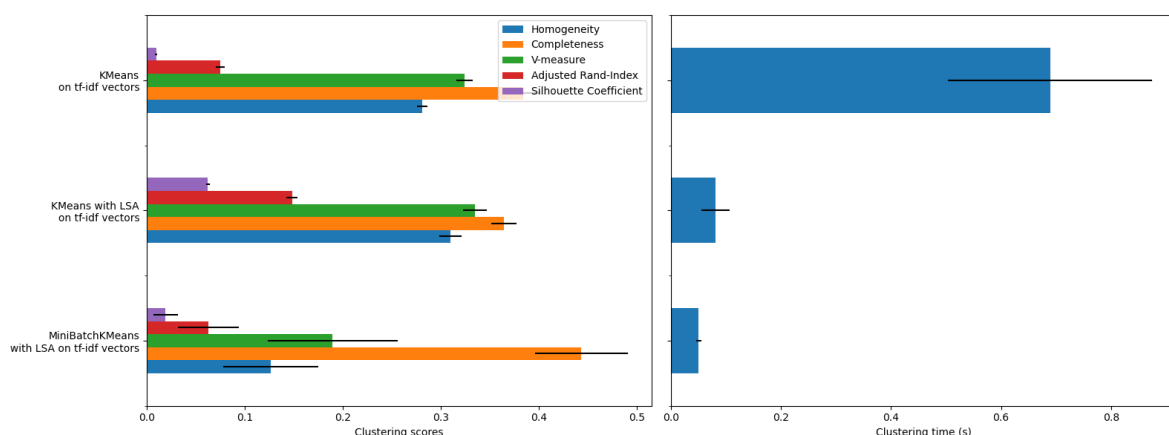 KMeans
on tf-idf vectors
KMeans with LSA
on tf-idf vectors
MiniBatchKMeans
with LSA on tf-idf vectors
Homogeneity
Completeness
V-measure
Adjusted Rand-Index
Silhouette Coefficient
0.0 0.1 0.2 0.3 0.4 0.5
Clustering scores
0.0 0.2 0.4 0.6 0.8
Clustering time (s)